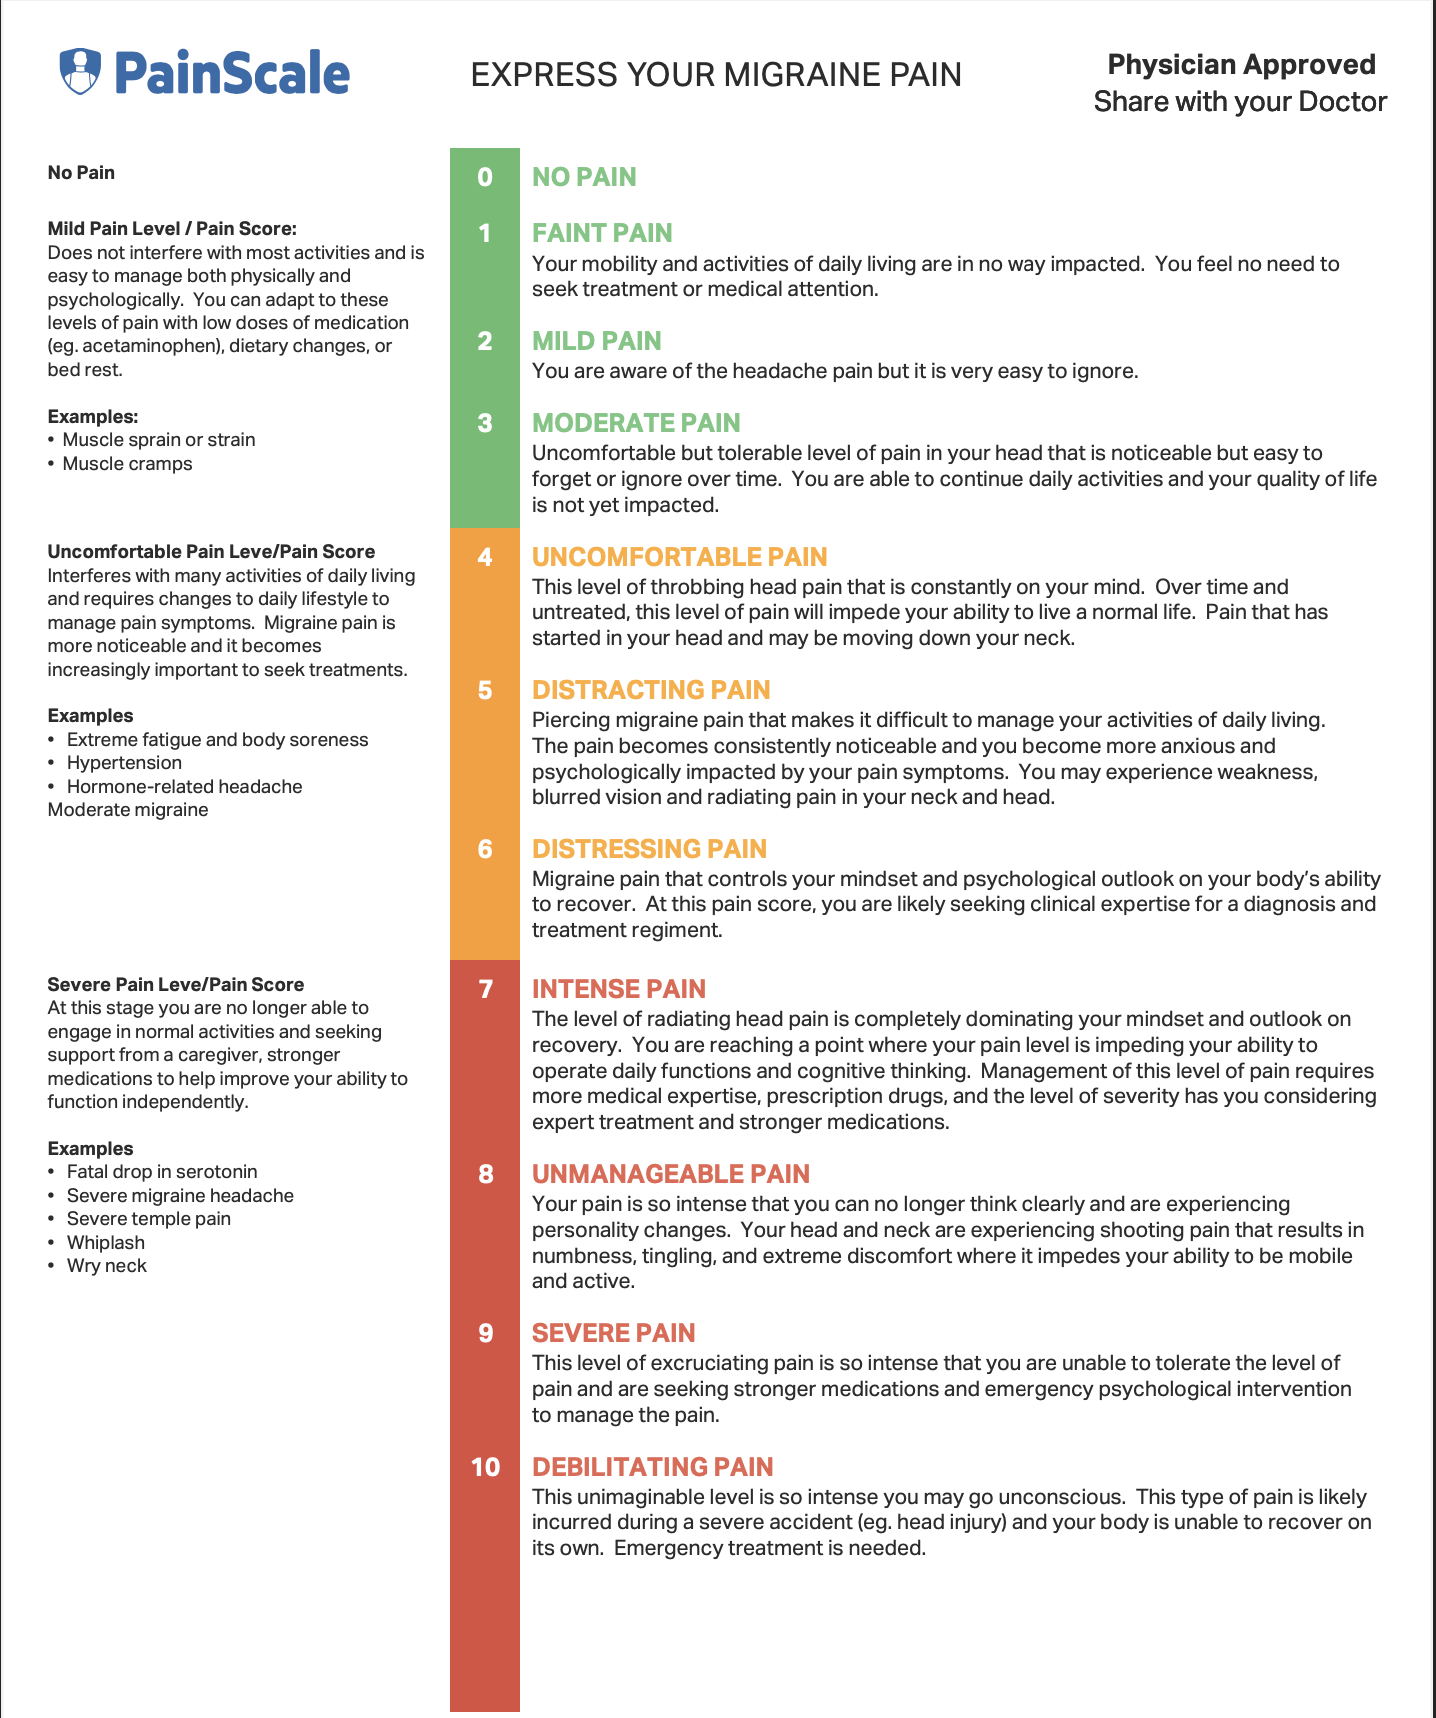 PainScale
EXPRESS YOUR MIGRAINE PAIN
Physician Approved
Share with your Doctor
No Pain
Mild Pain Level / Pain Score:
Does not interfere with most activities and is
easy to manage both physically and
psychologically. You can adapt to these
levels of pain with low doses of medication
(eg. acetaminophen), dietary changes, or
bed rest.
Examples:
• Muscle sprain or strain
• Muscle cramps
Uncomfortable Pain Leve/Pain Score
Interferes with many activities of daily living
and requires changes to daily lifestyle to
manage pain symptoms. Migraine pain is
more noticeable and it becomes
increasingly important to seek treatments.
Examples
• Extreme fatigue and body soreness
• Hypertension
• Hormone-related headache
Moderate migraine
Severe Pain Leve/Pain Score
At this stage you are no longer able to
engage in normal activities and seeking
support from a caregiver, stronger
medications to help improve your ability to
function independently.
Examples
• Fatal drop in serotonin
• Severe migraine headache
• Severe temple pain
• Whiplash
• Wry neck
0 NO PAIN
1 FAINT PAIN
Your mobility and activities of daily living are in no way impacted. You feel no need to
seek treatment or medical attention.
2 MILD PAIN
You are aware of the headache pain but it is very easy to ignore.
3 MODERATE PAIN
Uncomfortable but tolerable level of pain in your head that is noticeable but easy to
forget or ignore over time. You are able to continue daily activities and your quality of life
is not yet impacted.
4 UNCOMFORTABLE PAIN
This level of throbbing head pain that is constantly on your mind. Over time and
untreated, this level of pain will impede your ability to live a normal life. Pain that has
started in your head and may be moving down your neck.
5 DISTRACTING PAIN
Piercing migraine pain that makes it difficult to manage your activities of daily living.
The pain becomes consistently noticeable and you become more anxious and
psychologically impacted by your pain symptoms. You may experience weakness,
blurred vision and radiating pain in your neck and head.
6 DISTRESSING PAIN
Migraine pain that controls your mindset and psychological outlook on your body's ability
to recover. At this pain score, you are likely seeking clinical expertise for a diagnosis and
treatment regiment.
7 INTENSE PAIN
The level of radiating head pain is completely dominating your mindset and outlook on
recovery. You are reaching a point where your pain level is impeding your ability to
operate daily functions and cognitive thinking. Management of this level of pain requires
more medical expertise, prescription drugs, and the level of severity has you considering
expert treatment and stronger medications.
8 UNMANAGEABLE PAIN
Your pain is so intense that you can no longer think clearly and are experiencing
personality changes. Your head and neck are experiencing shooting pain that results in
numbness, tingling, and extreme discomfort where it impedes your ability to be mobile
and active.
9 SEVERE PAIN
This level of excruciating pain is so intense that you are unable to tolerate the level of
pain and are seeking stronger medications and emergency psychological intervention
to manage the pain.
10 DEBILITATING PAIN
This unimaginable level is so intense you may go unconscious. This type of pain is likely
incurred during a severe accident (eg. head injury) and your body is unable to recover on
its own. Emergency treatment is needed.